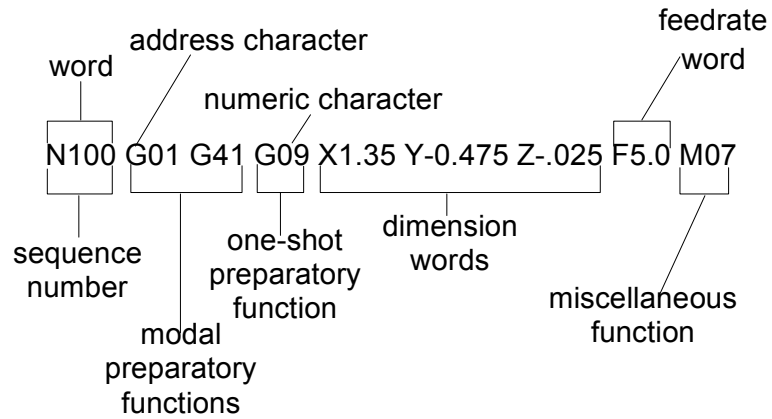 address character
feedrate
word
word
numeric character
N100 G01 G41 G09 X1.35 Y-0.475 Z-.025 F5.0 M07
sequence
number
one-shot
preparatory
function
dimension
words
miscellaneous
function
modal
preparatory
functions